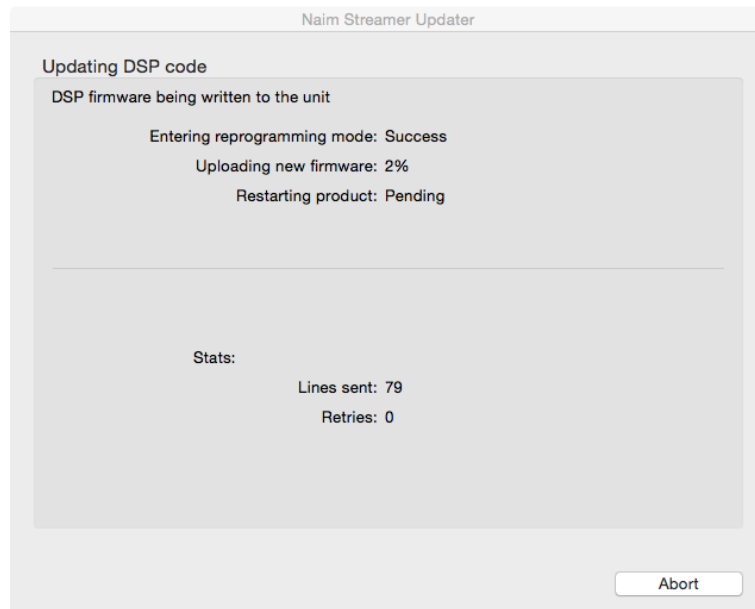 Naim Streamer Updater
Updating DSP code
DSP firmware being written to the unit
Entering reprogramming mode: Success
Uploading new firmware: 2%
Restarting product: Pending
Stats:
Lines sent: 79
Retries: 0
Abort